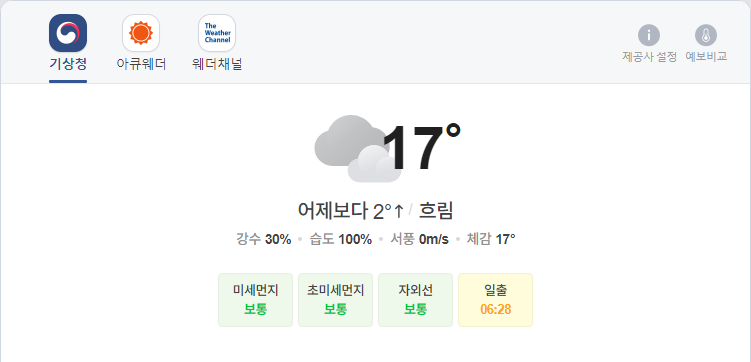 The
Weather
Channel
기상청 아큐웨더 웨더채널
제공사 설정 예보비교
17°
어제보다 2°↑ / 흐림
강수 30% • 습도 100% • 서풍 0m/s • 체감 17°
미세먼지 초미세먼지 자외선 일출
보통 보통 보통 06:28